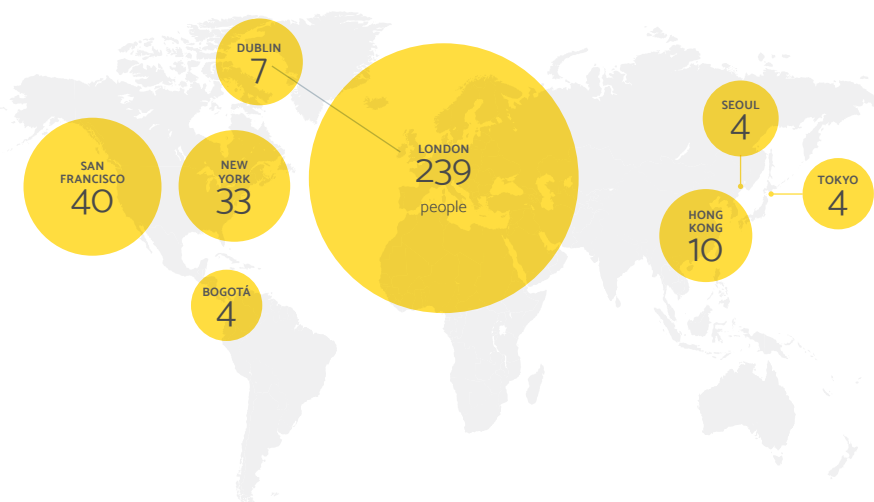 DUBLIN
7
SAN
FRANCISCO
40
NEW
YORK
33
LONDON
239
people
BOGOTÁ
4
SEOUL
4
TOKYO
4
HONG
KONG
10